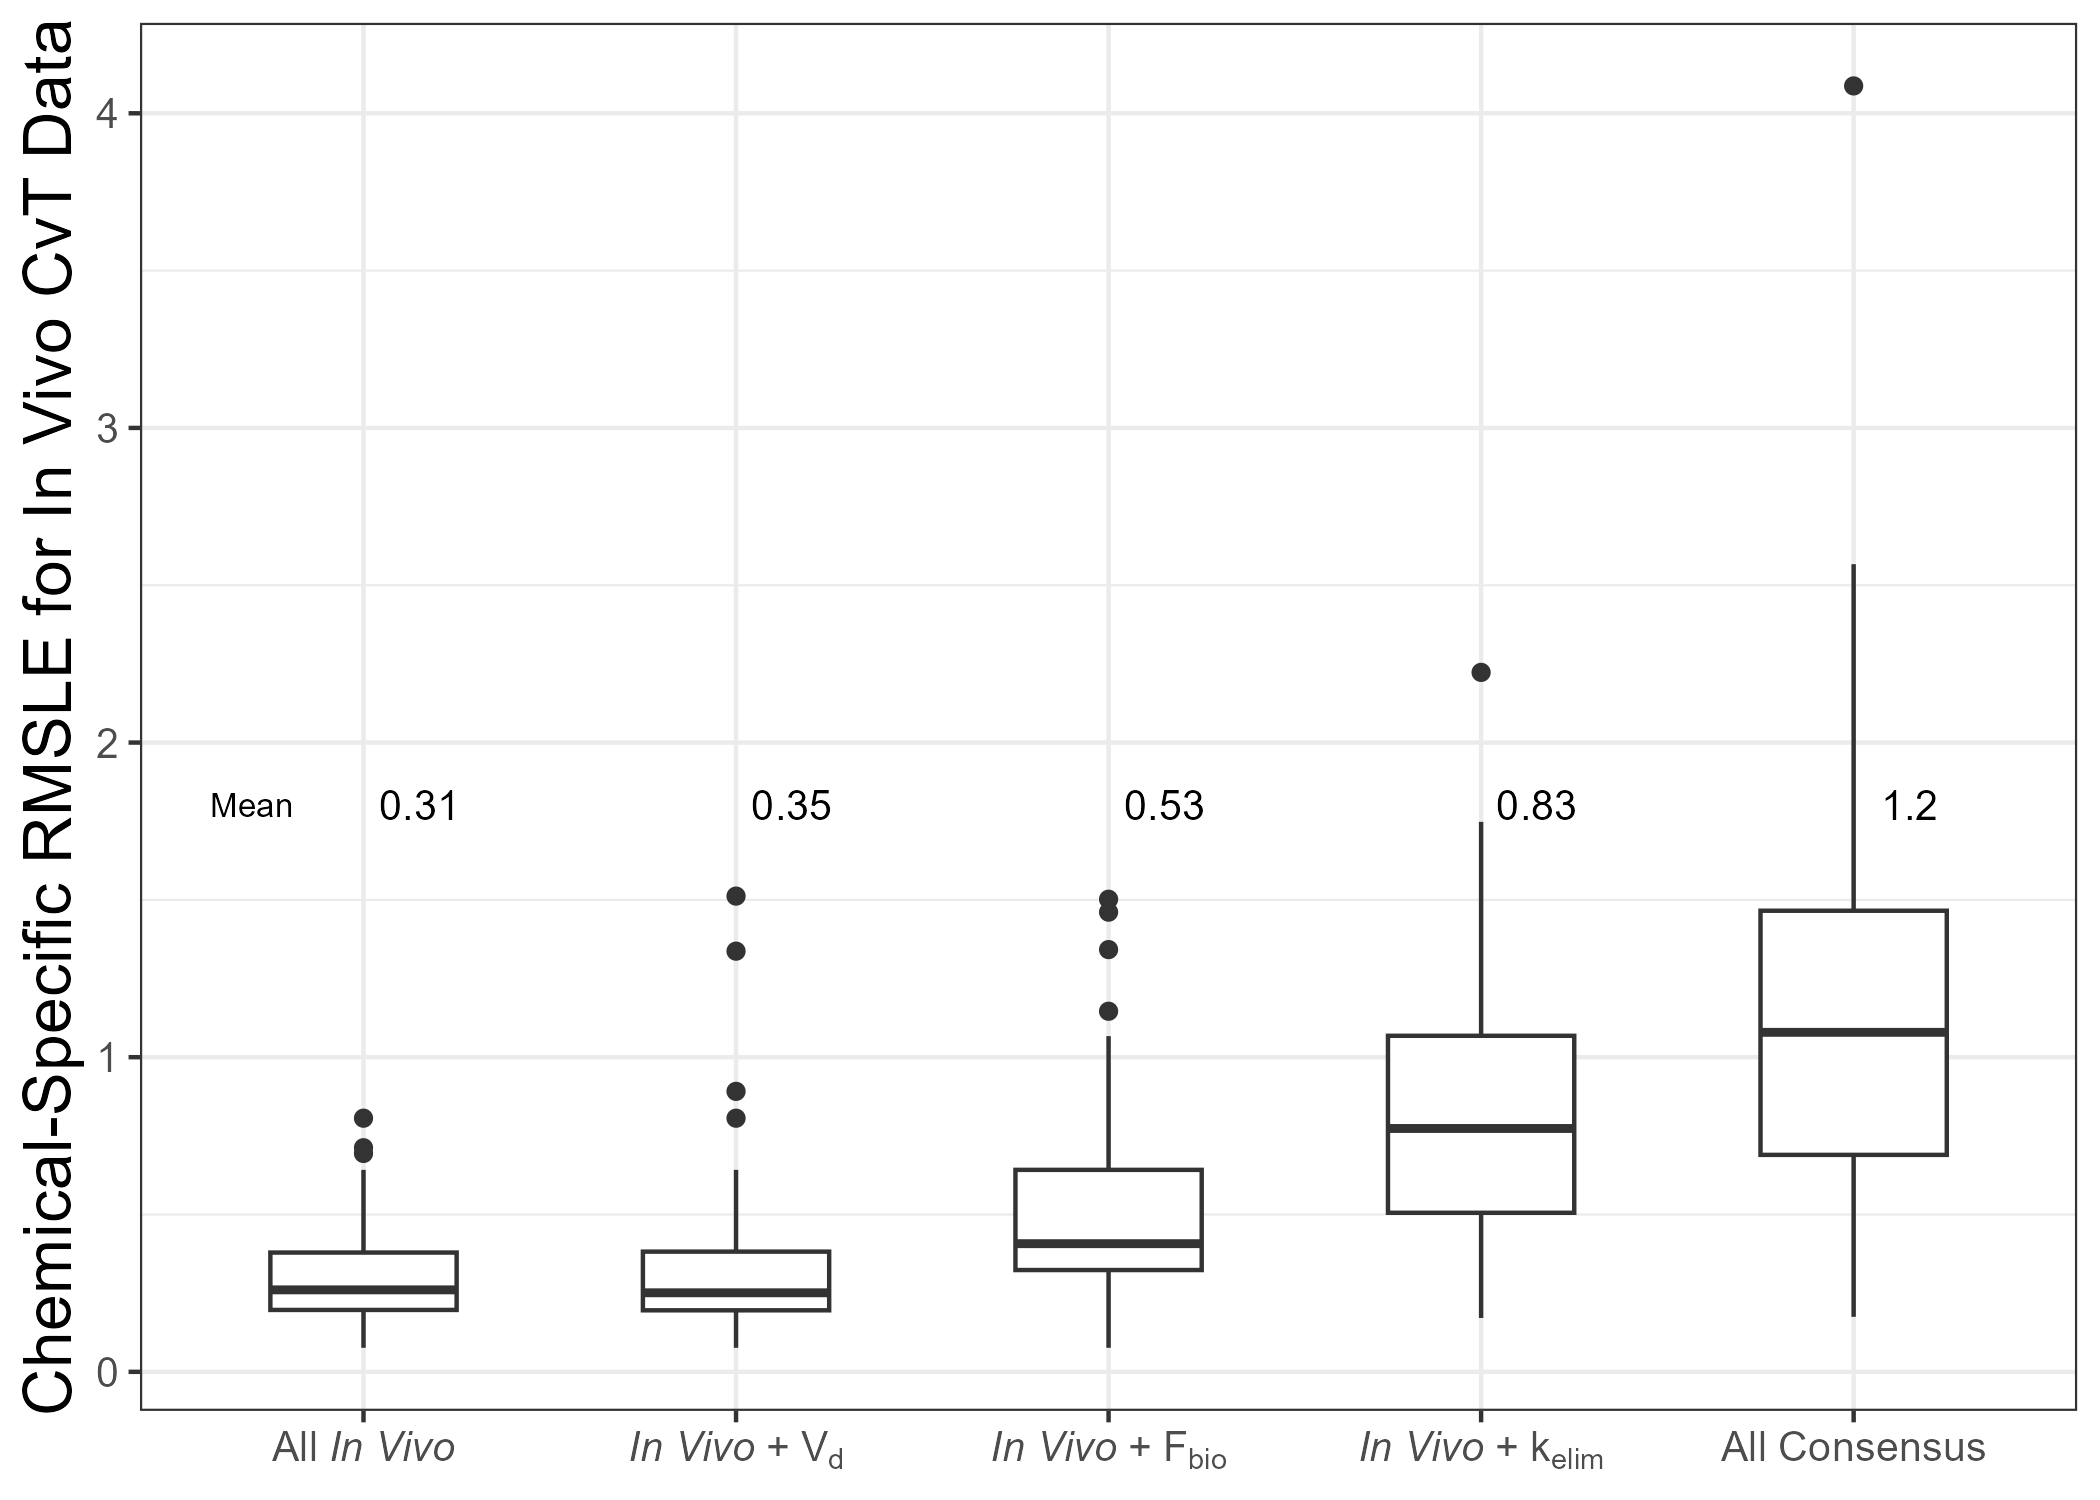 Chemical-Specific RMSLE for In Vivo CvT Data
4
3
2
1
0
Mean 0.31 0.35 0.53 0.83 1.2
All In Vivo In Vivo + Vd In Vivo + Fbio In Vivo + kelim All Consensus